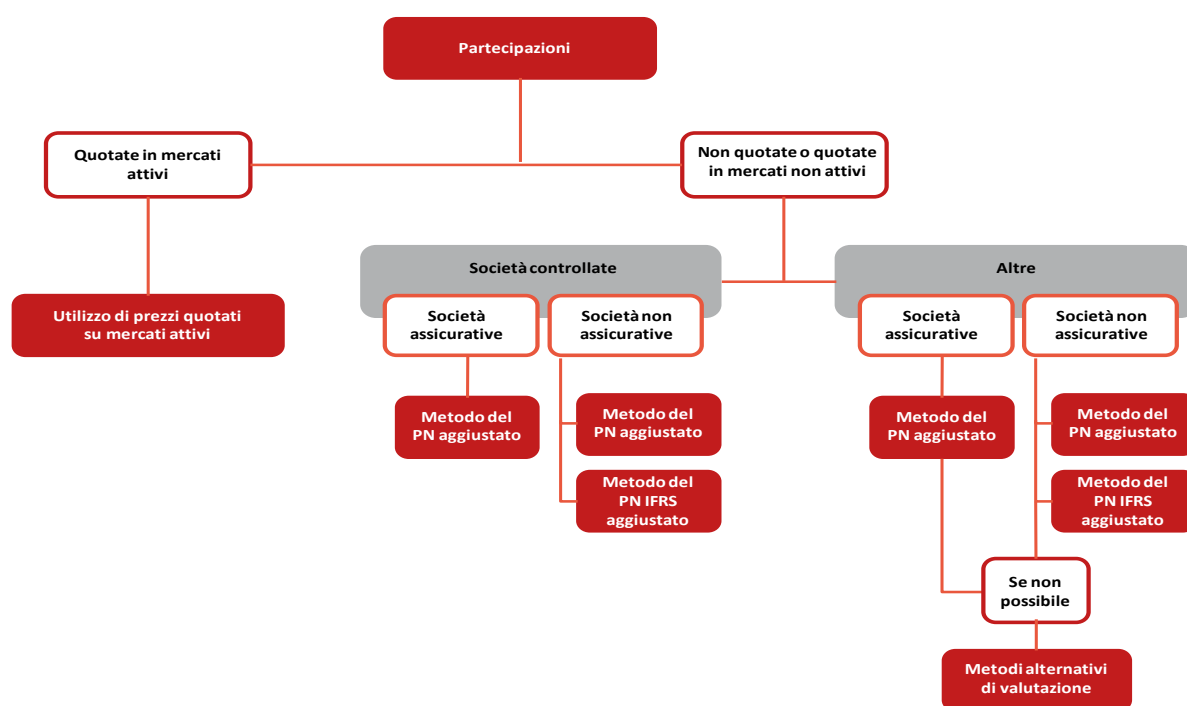 Partecipazioni
Quotate in mercati
attivi
Non quotate o quotate
in mercati non attivi
Utilizzo di prezzi quotati
su mercati attivi
Società controllate
Altre
Società
assicurative
Società non
assicurative
Società
assicurative
Società non
assicurative
Metodo del
PN aggiustato
Metodo del
PN aggiustato
Metodo del
PN IFRS
aggiustato
Metodo del
PN aggiustato
Metodo del
PN aggiustato
Metodo del
PN IFRS
aggiustato
Se non
possibile
Metodi alternativi
di valutazione